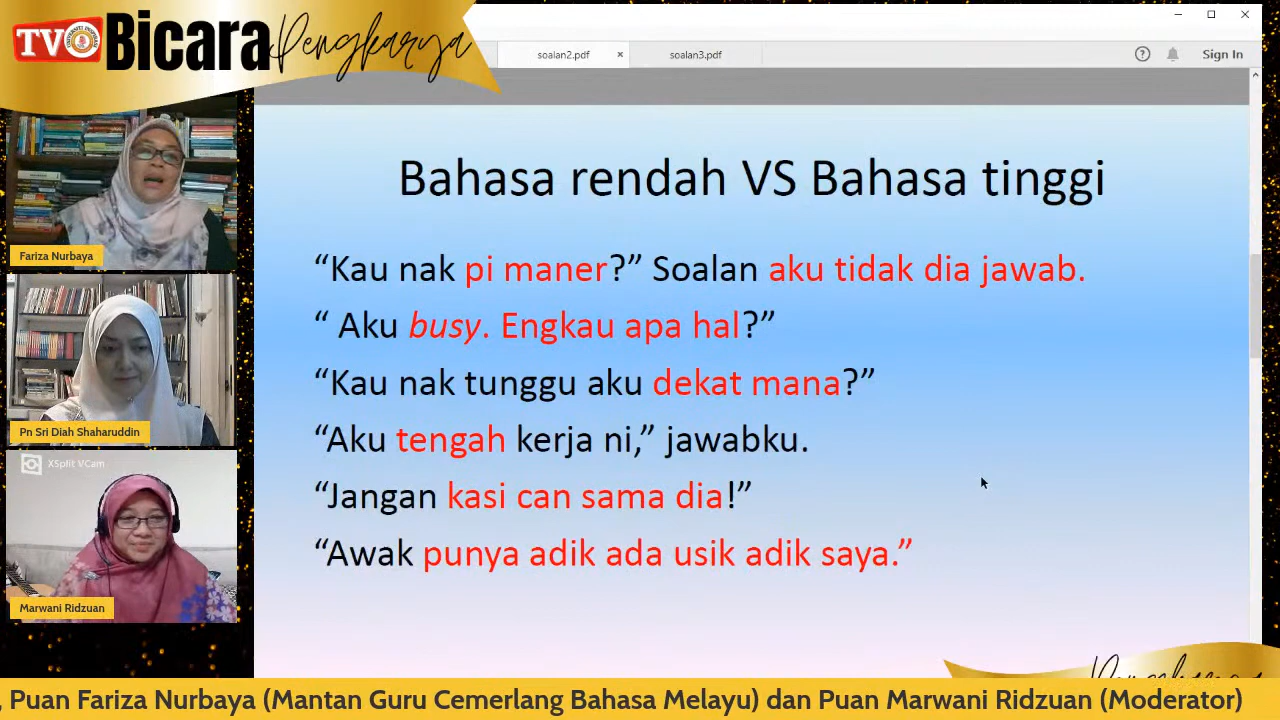 TVO Bicara Pengkarya
soalan2.pdf
soalan3.pdf
Sign In
Bahasa rendah VS Bahasa tinggi
“Kau nak pi maner?” Soalan aku tidak dia jawab.
“ Aku busy. Engkau apa hal?”
“Kau nak tunggu aku dekat mana?”
“Aku tengah kerja ni,” jawabku.
“Jangan kasi can sama dia!”
“Awak punya adik ada usik adik saya.”
Fariza Nurbaya
Pn Sri Diah Shaharuddin
XSplit VCam
Marwani Ridzuan
, Puan Fariza Nurbaya (Mantan Guru Cemerlang Bahasa Melayu) dan Puan Marwani Ridzuan (Moderator)